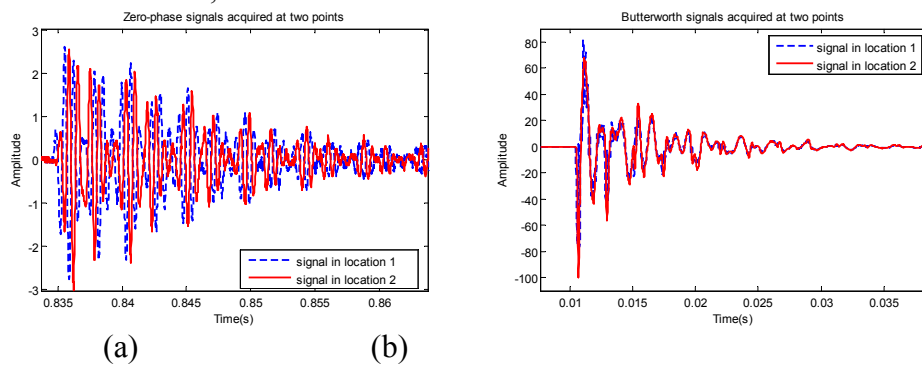 ,
Zero-phase signals acquired at two points
4
3
2
1
0
-1
-2
-3
Amplitude
0.835 0.84 0.845 0.85 0.855 0.86
Time(s)
signal in location 1
signal in location 2
(a)
Butterworth signals acquired at two points
80
60
40
20
0
-20
-40
-60
-80
-100
Amplitude
0.01 0.015 0.02 0.025 0.03 0.035
Time(s)
signal in location 1
signal in location 2
(b)